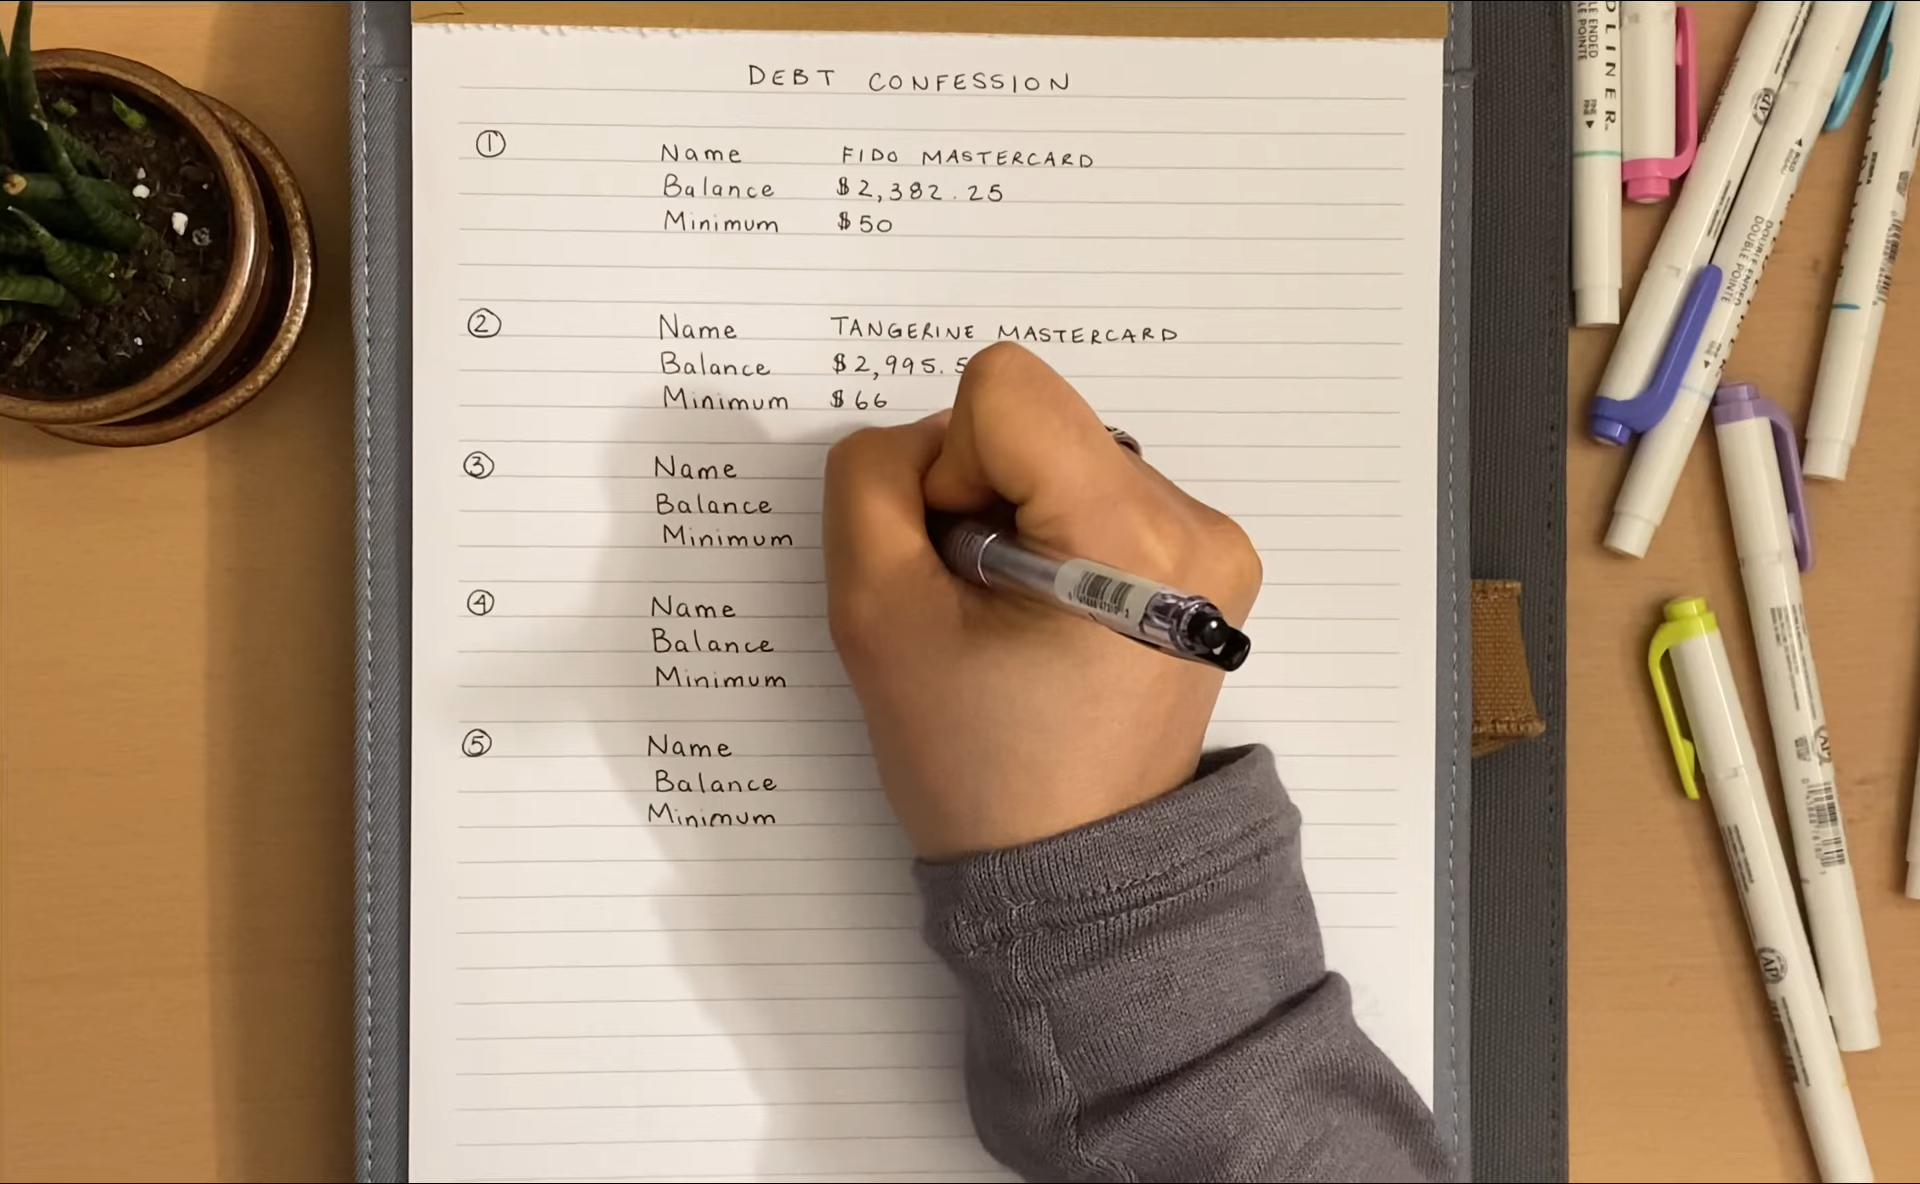 DEBT CONFESSION
①
Name FIDO MASTERCARD
Balance $2,382.25
Minimum $50
②
Name TANGERINE MASTERCARD
Balance $2,995.5
Minimum $66
③
Name
Balance
Minimum
④
Name
Balance
Minimum
⑤
Name
Balance
Minimum